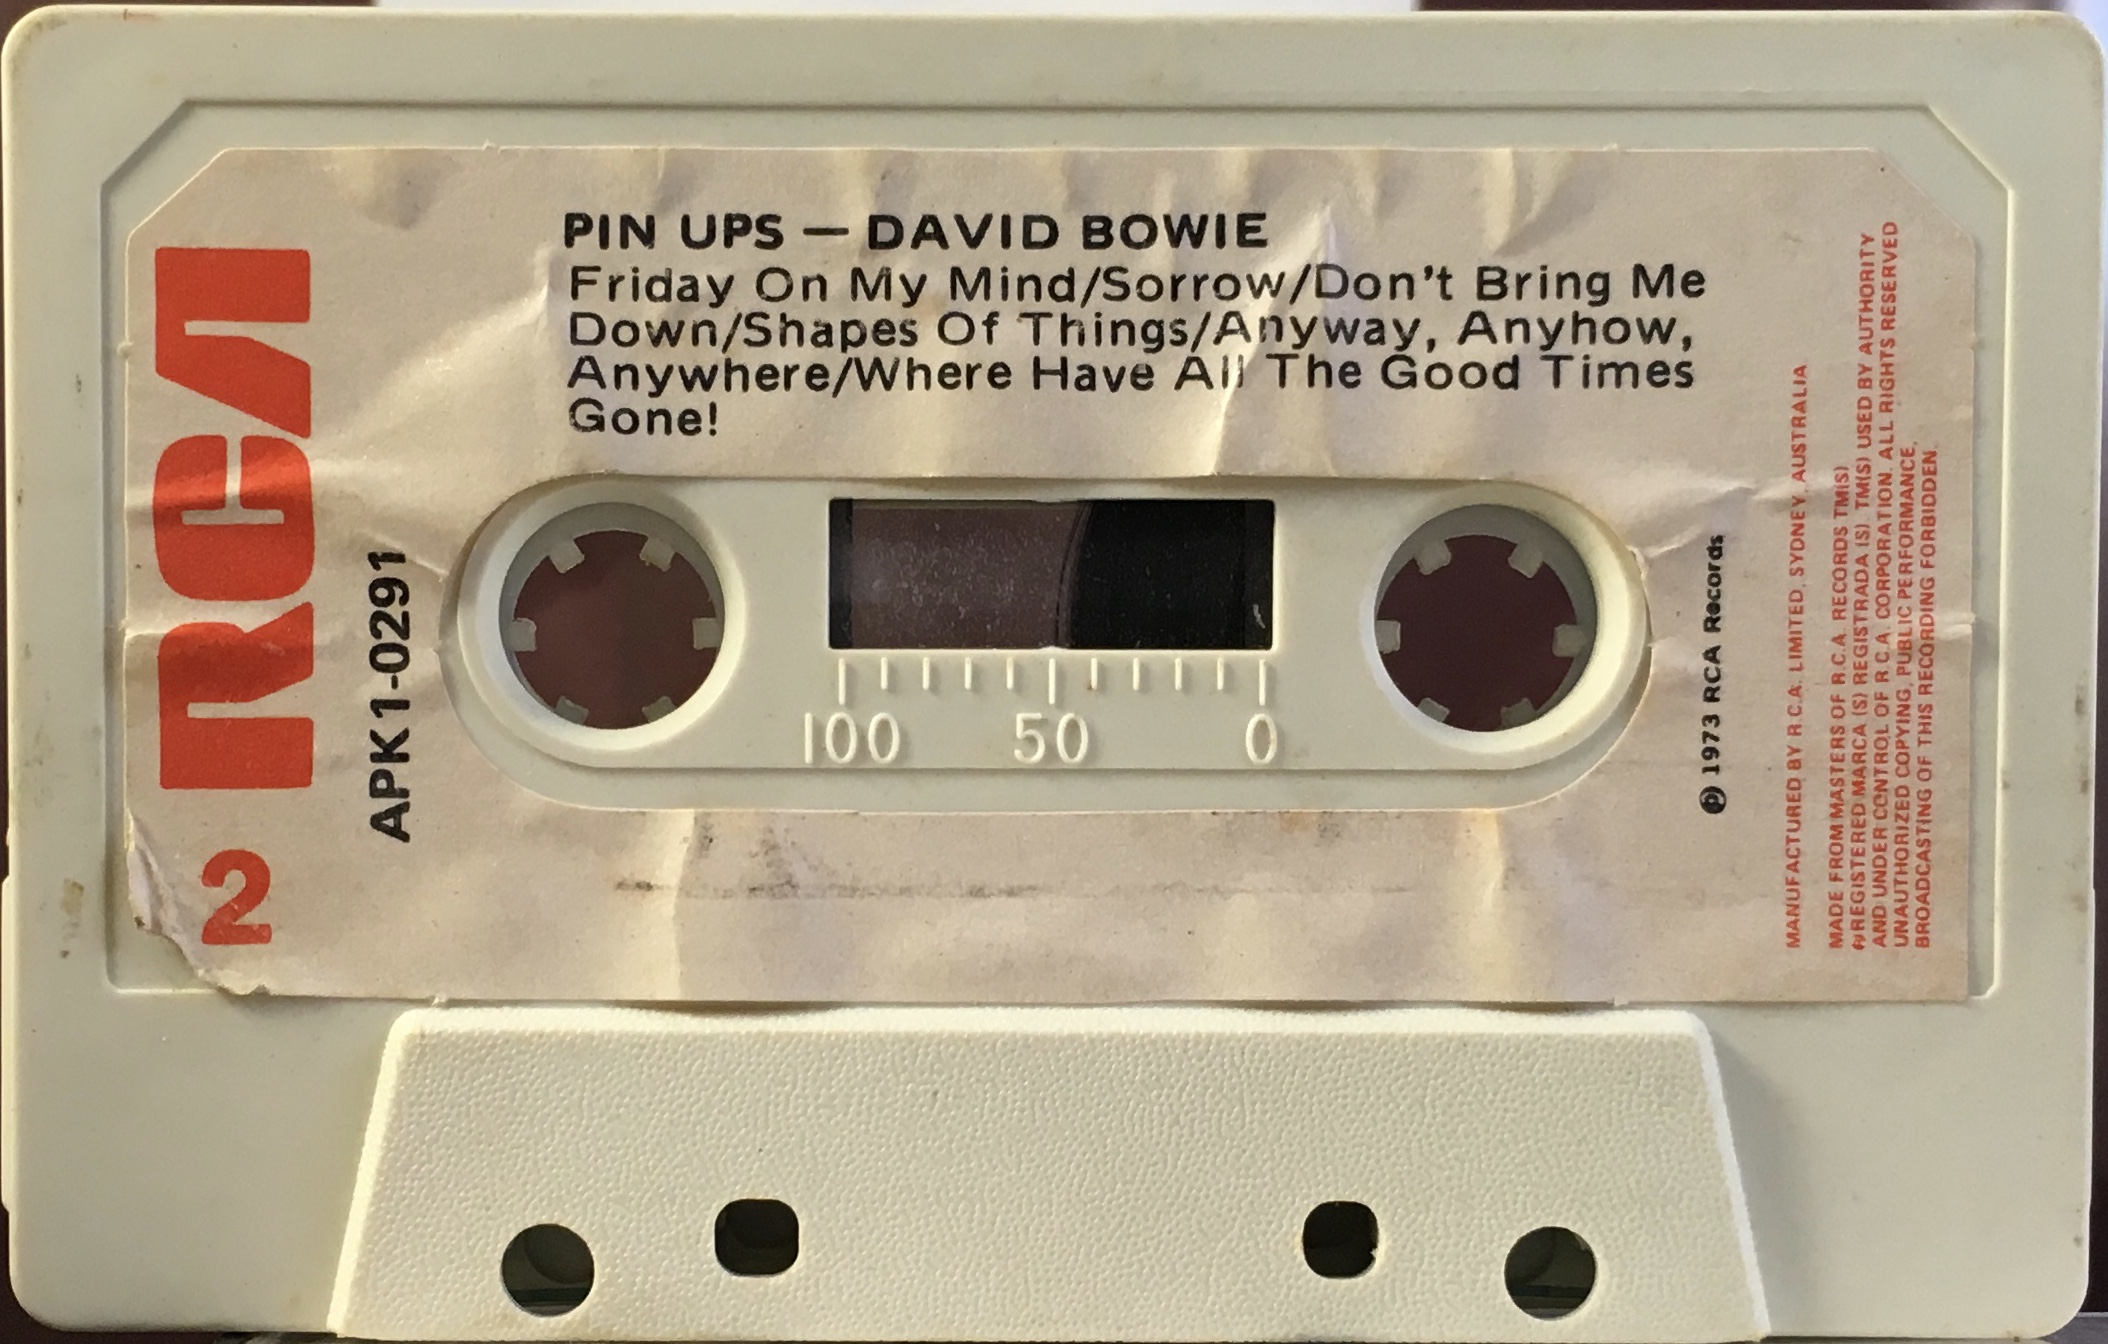 PIN UPS — DAVID BOWIE
Friday On My Mind/Sorrow/Don't Bring Me
Down/Shapes Of Things/Anyway, Anyhow,
Anywhere/Where Have All The Good Times
Gone!
RCA
2
APK1-0291
100 50 0
℗ 1973 RCA Records
MANUFACTURED BY R.C.A. LIMITED, SYDNEY, AUSTRALIA
MADE FROM MASTERS OF R.C.A. RECORDS TM(S)
® REGISTERED MARCA (S) REGISTRADA (S). TM(S) USED BY AUTHORITY
AND UNDER CONTROL OF R.C.A. CORPORATION. ALL RIGHTS RESERVED
UNAUTHORIZED COPYING, PUBLIC PERFORMANCE,
BROADCASTING OF THIS RECORDING FORBIDDEN.